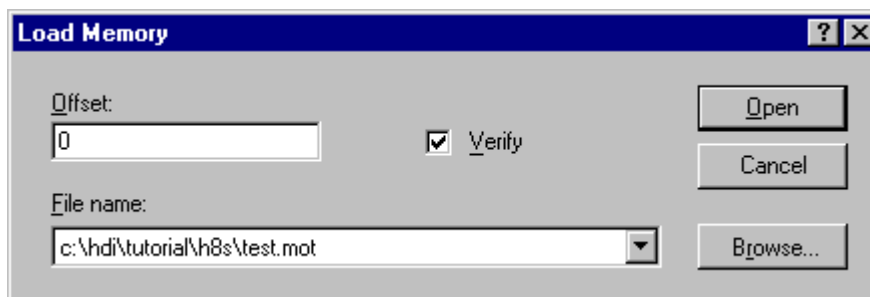 Load Memory
Offset:
0
Verify
Open
Cancel
File name:
c:\hdi\tutorial\h8s\test.mot
Browse...